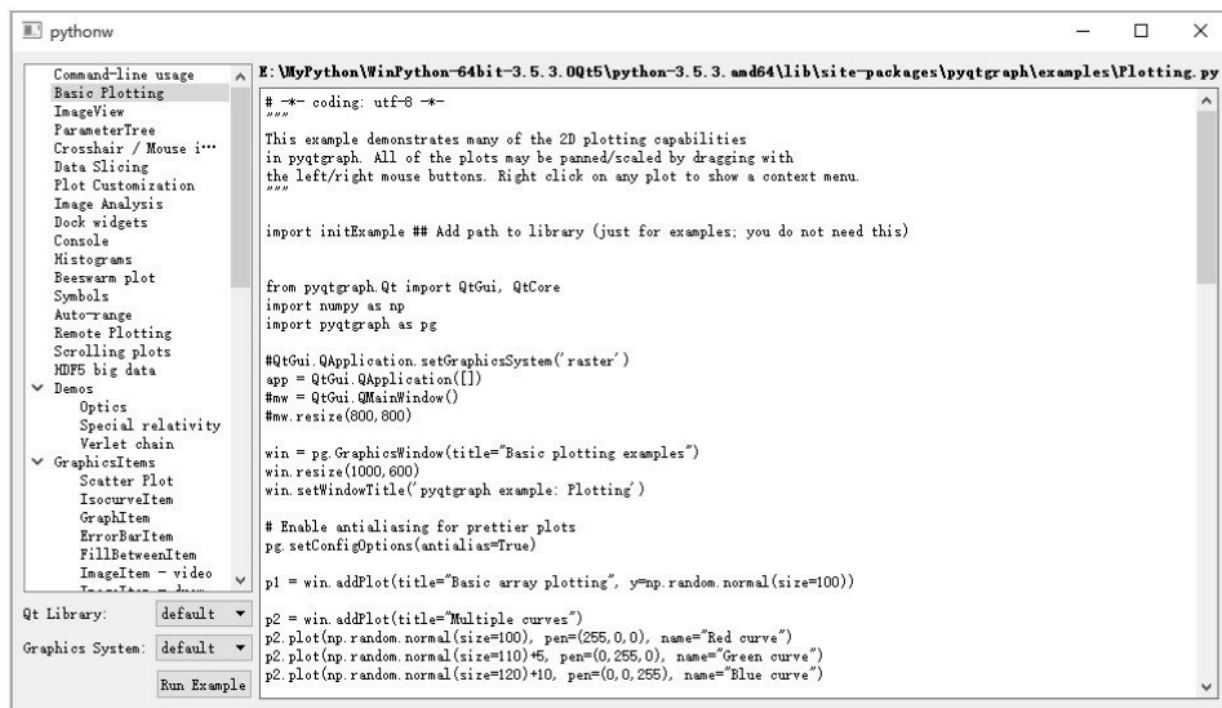 pythonw
Command-line usage
Basic Plotting
ImageView
ParameterTree
Crosshair / Mouse i…
Data Slicing
Plot Customization
Image Analysis
Dock widgets
Console
Histograms
Beeswarm plot
Symbols
Auto-range
Remote Plotting
Scrolling plots
HDF5 big data
Demos
Optics
Special relativity
Verlet chain
GraphicsItems
Scatter Plot
IsocurveItem
GraphItem
ErrorBarItem
FillBetweenItem
ImageItem - video
Qt Library: default
Graphics System: default
Run Example
E:\MyPython\WinPython-64bit-3.5.3.0Qt5\python-3.5.3.amd64\lib\site-packages\pyqtgraph\examples\Plotting.py
# -*- coding: utf-8 -*-
"""
This example demonstrates many of the 2D plotting capabilities
in pyqtgraph. All of the plots may be panned/scaled by dragging with
the left/right mouse buttons. Right click on any plot to show a context menu.
"""
import initExample ## Add path to library (just for examples; you do not need this)
from pyqtgraph.Qt import QtGui, QtCore
import numpy as np
import pyqtgraph as pg
#QtGui.QApplication.setGraphicsSystem('raster')
app = QtGui.QApplication([])
#mw = QtGui.QMainWindow()
#mw.resize(800,800)
win = pg.GraphicsWindow(title="Basic plotting examples")
win.resize(1000,600)
win.setWindowTitle('pyqtgraph example: Plotting')
# Enable antialiasing for prettier plots
pg.setConfigOptions(antialias=True)
p1 = win.addPlot(title="Basic array plotting", y=np.random.normal(size=100))
p2 = win.addPlot(title="Multiple curves")
p2.plot(np.random.normal(size=100), pen=(255,0,0), name="Red curve")
p2.plot(np.random.normal(size=110)+5, pen=(0,255,0), name="Green curve")
p2.plot(np.random.normal(size=120)+10, pen=(0,0,255), name="Blue curve")